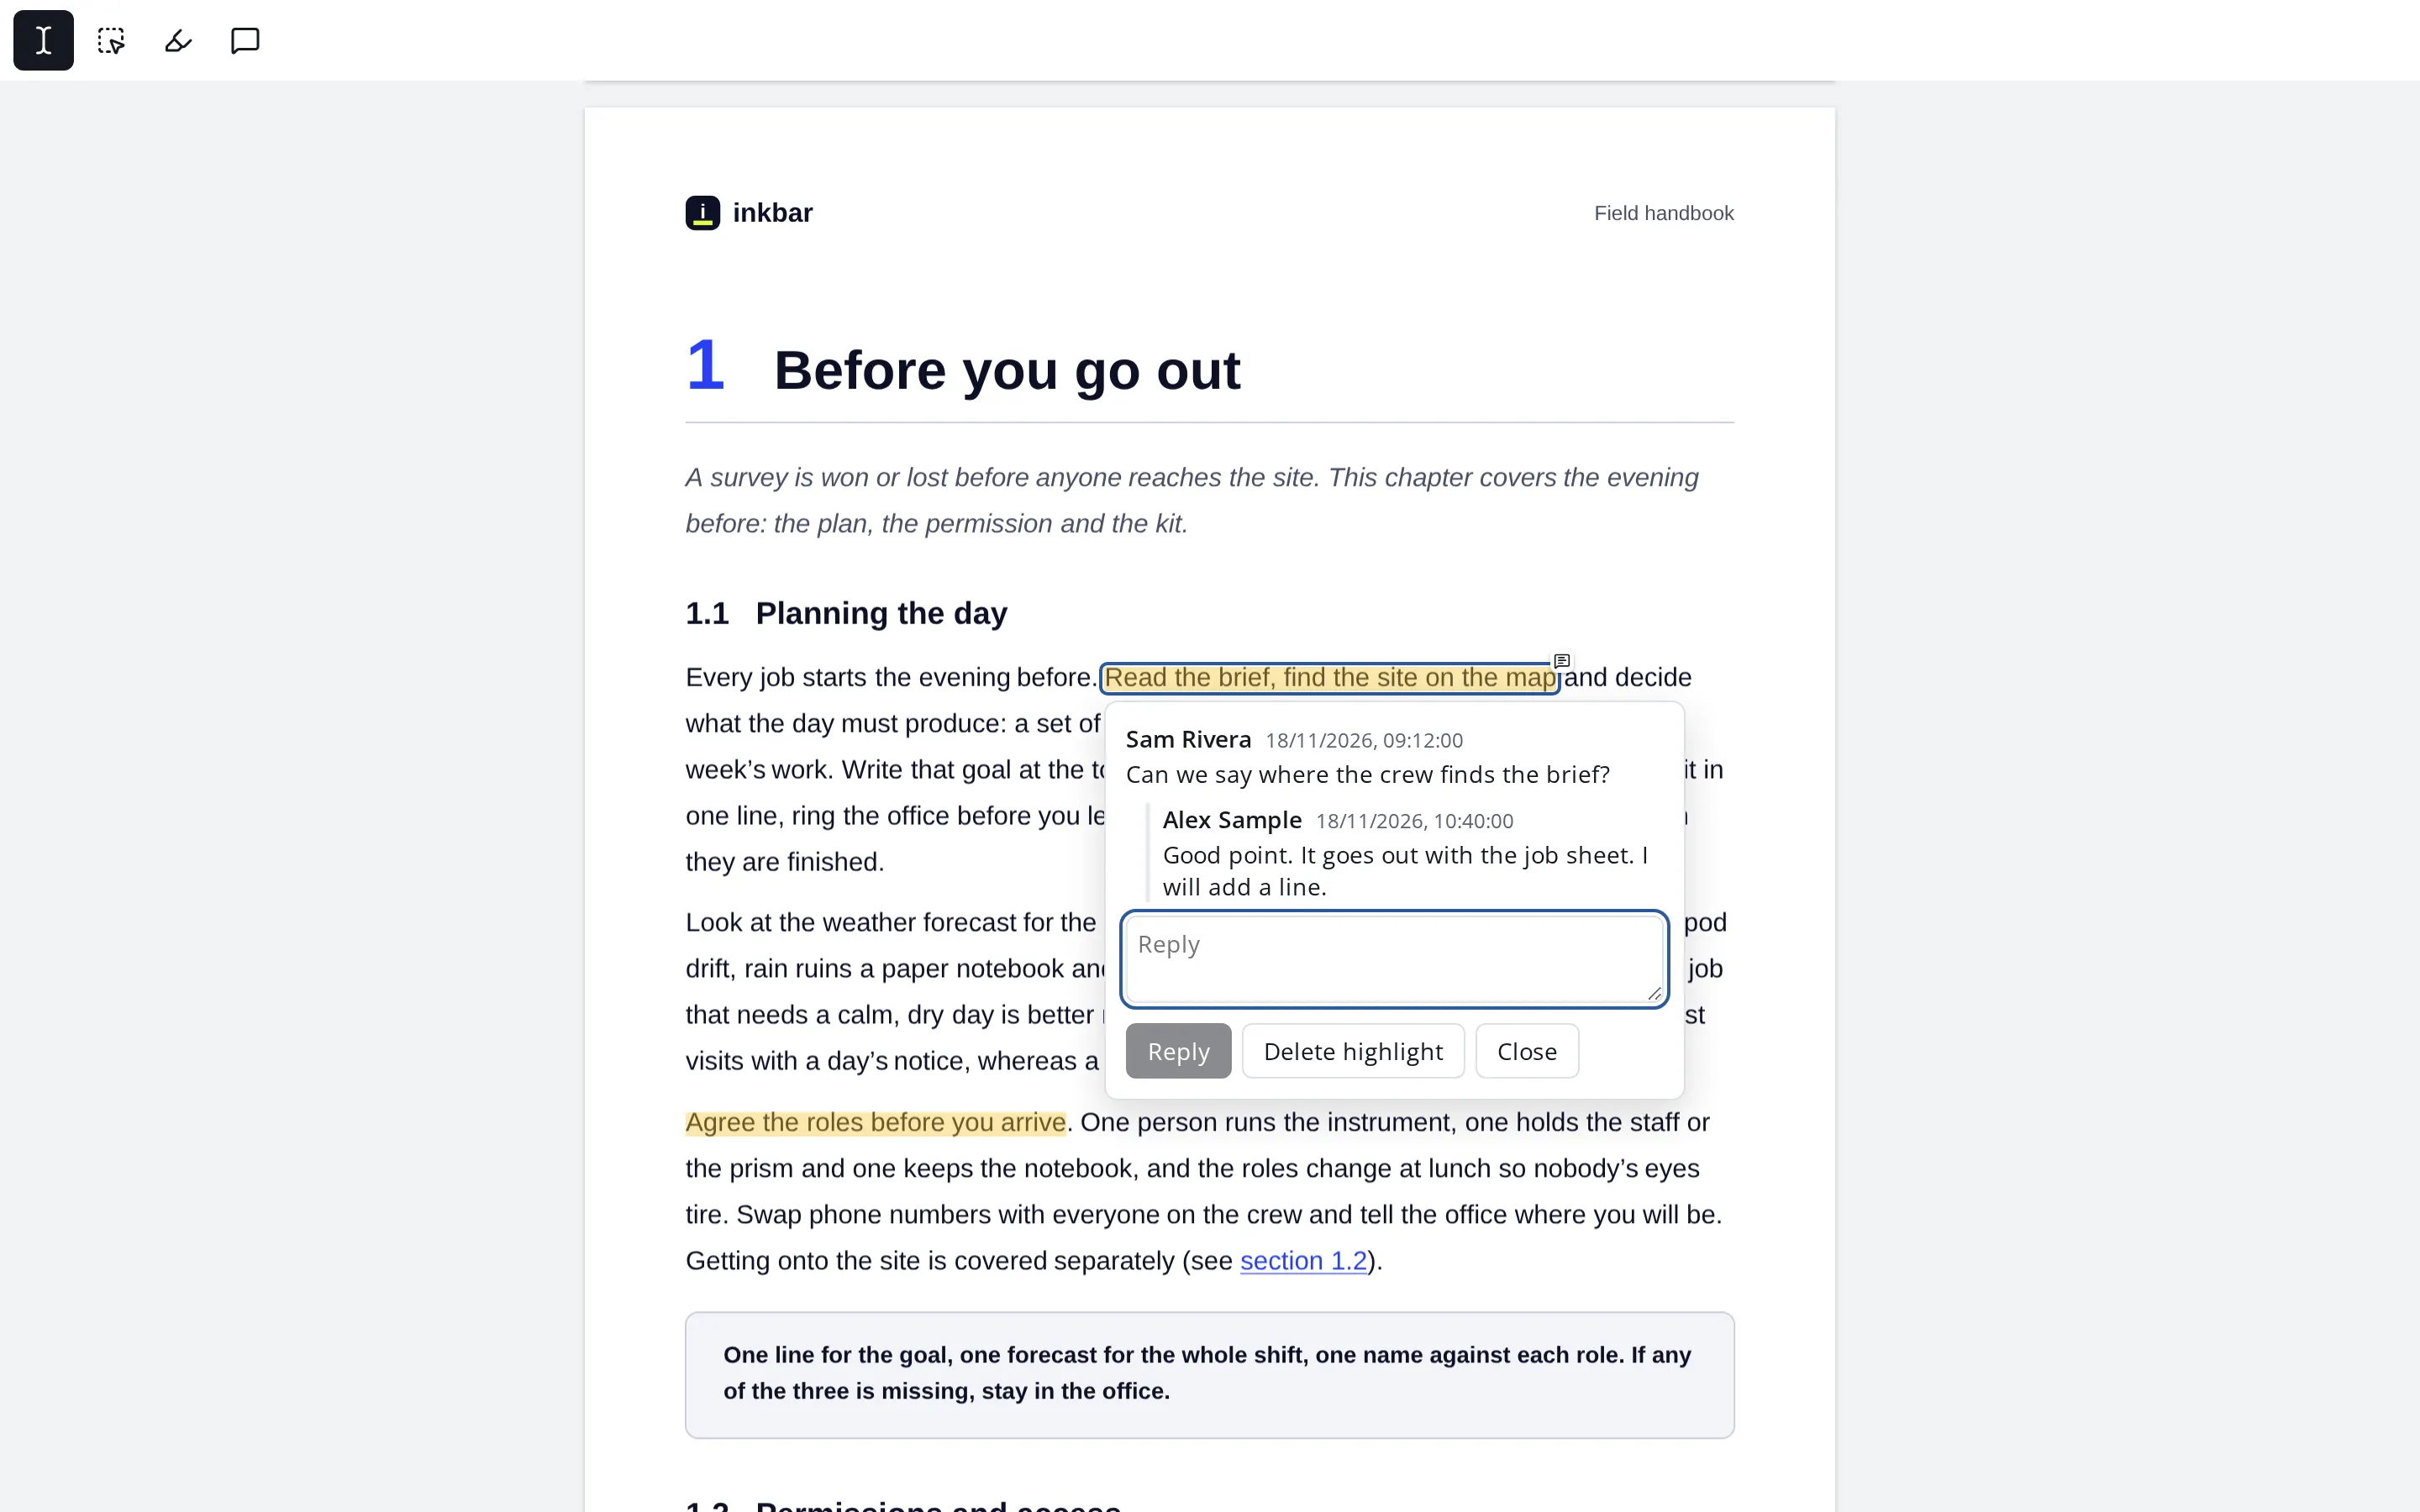 i inkbar
Field handbook
1 Before you go out
A survey is won or lost before anyone reaches the site. This chapter covers the evening
before: the plan, the permission and the kit.
1.1 Planning the day
Every job starts the evening before. Read the brief, find the site on the map and decide
what the day must produce: a set of
week’s work. Write that goal at the it in
one line, ring the office before you
they are finished.
Look at the weather forecast for the pod
drift, rain ruins a paper notebook job
that needs a calm, dry day is better st
visits with a day’s notice, whereas a
Sam Rivera 18/11/2026, 09:12:00
Can we say where the crew finds the brief?
Alex Sample 18/11/2026, 10:40:00
Good point. It goes out with the job sheet. I
will add a line.
Reply
Reply Delete highlight Close
Agree the roles before you arrive. One person runs the instrument, one holds the staff or
the prism and one keeps the notebook, and the roles change at lunch so nobody’s eyes
tire. Swap phone numbers with everyone on the crew and tell the office where you will be.
Getting onto the site is covered separately (see section 1.2).
One line for the goal, one forecast for the whole shift, one name against each role. If any
of the three is missing, stay in the office.
1.2 Permissions and access